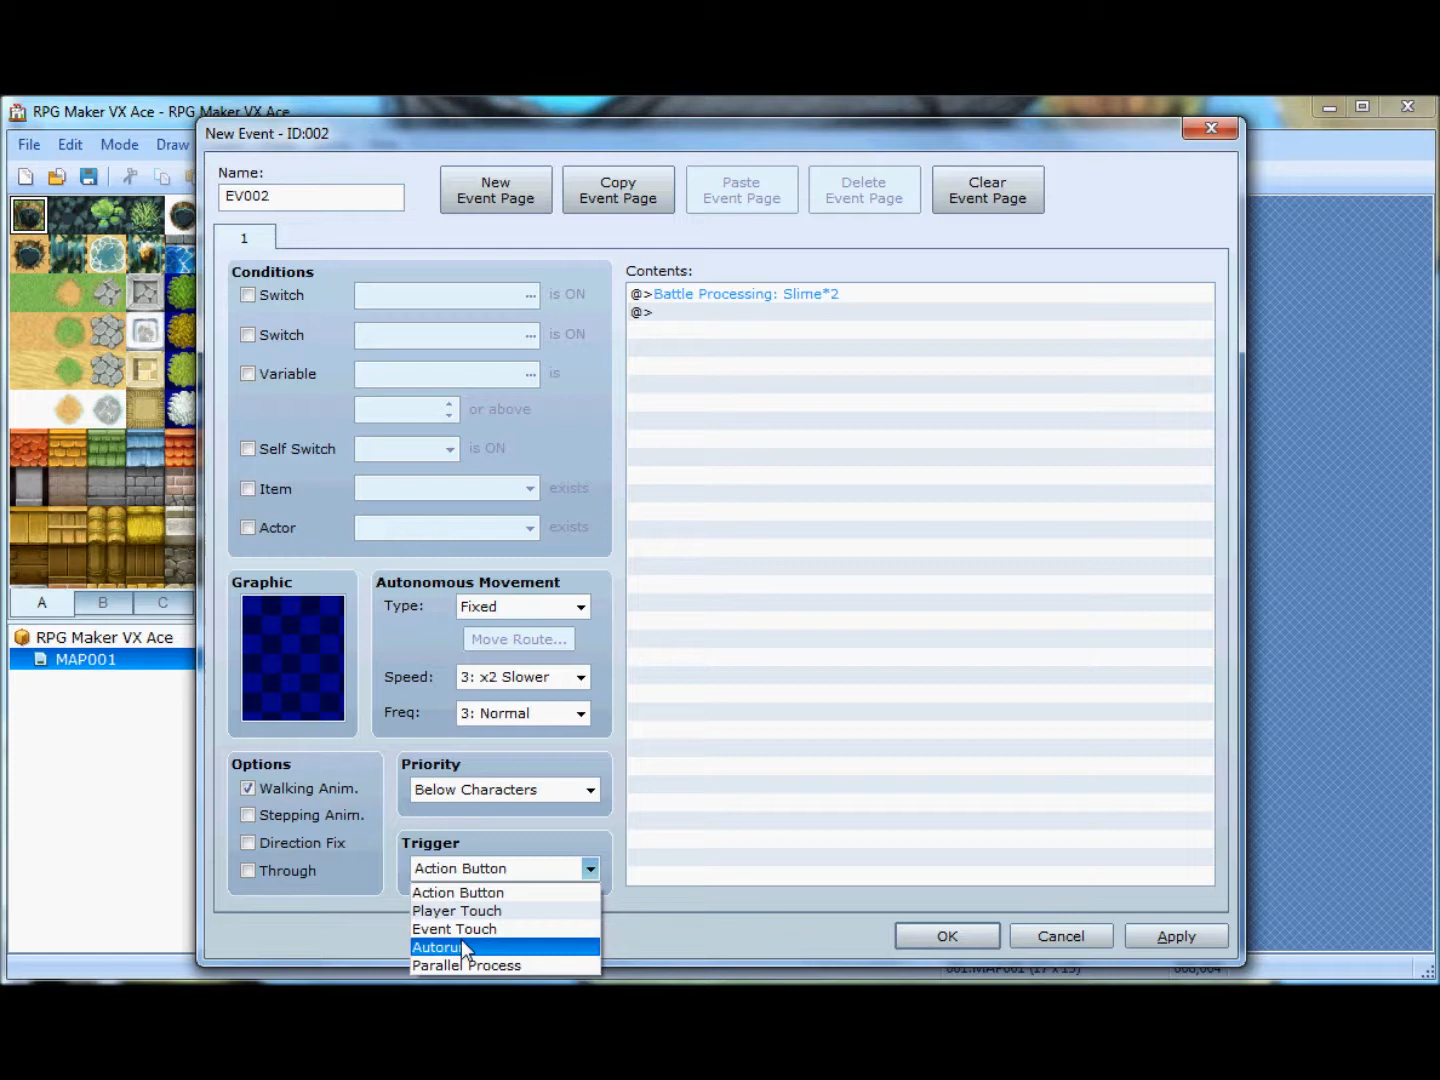 RPG Maker VX Ace - RPG Maker VX Ace
File Edit Mode Draw
New Event - ID:002
Name:
EV002
New
Event Page
Copy
Event Page
Paste
Event Page
Delete
Event Page
Clear
Event Page
1
Conditions
Switch ... is ON
Switch ... is ON
Variable ... is
or above
Self Switch is ON
Item exists
Actor exists
Contents:
@>Battle Processing: Slime*2
@>
Graphic
Autonomous Movement
Type: Fixed
Move Route...
Speed: 3: x2 Slower
Freq: 3: Normal
A B C
RPG Maker VX Ace
MAP001
Options
Walking Anim.
Stepping Anim.
Direction Fix
Through
Priority
Below Characters
Trigger
Action Button
Action Button
Player Touch
Event Touch
Autorun
Parallel Process
OK Cancel Apply